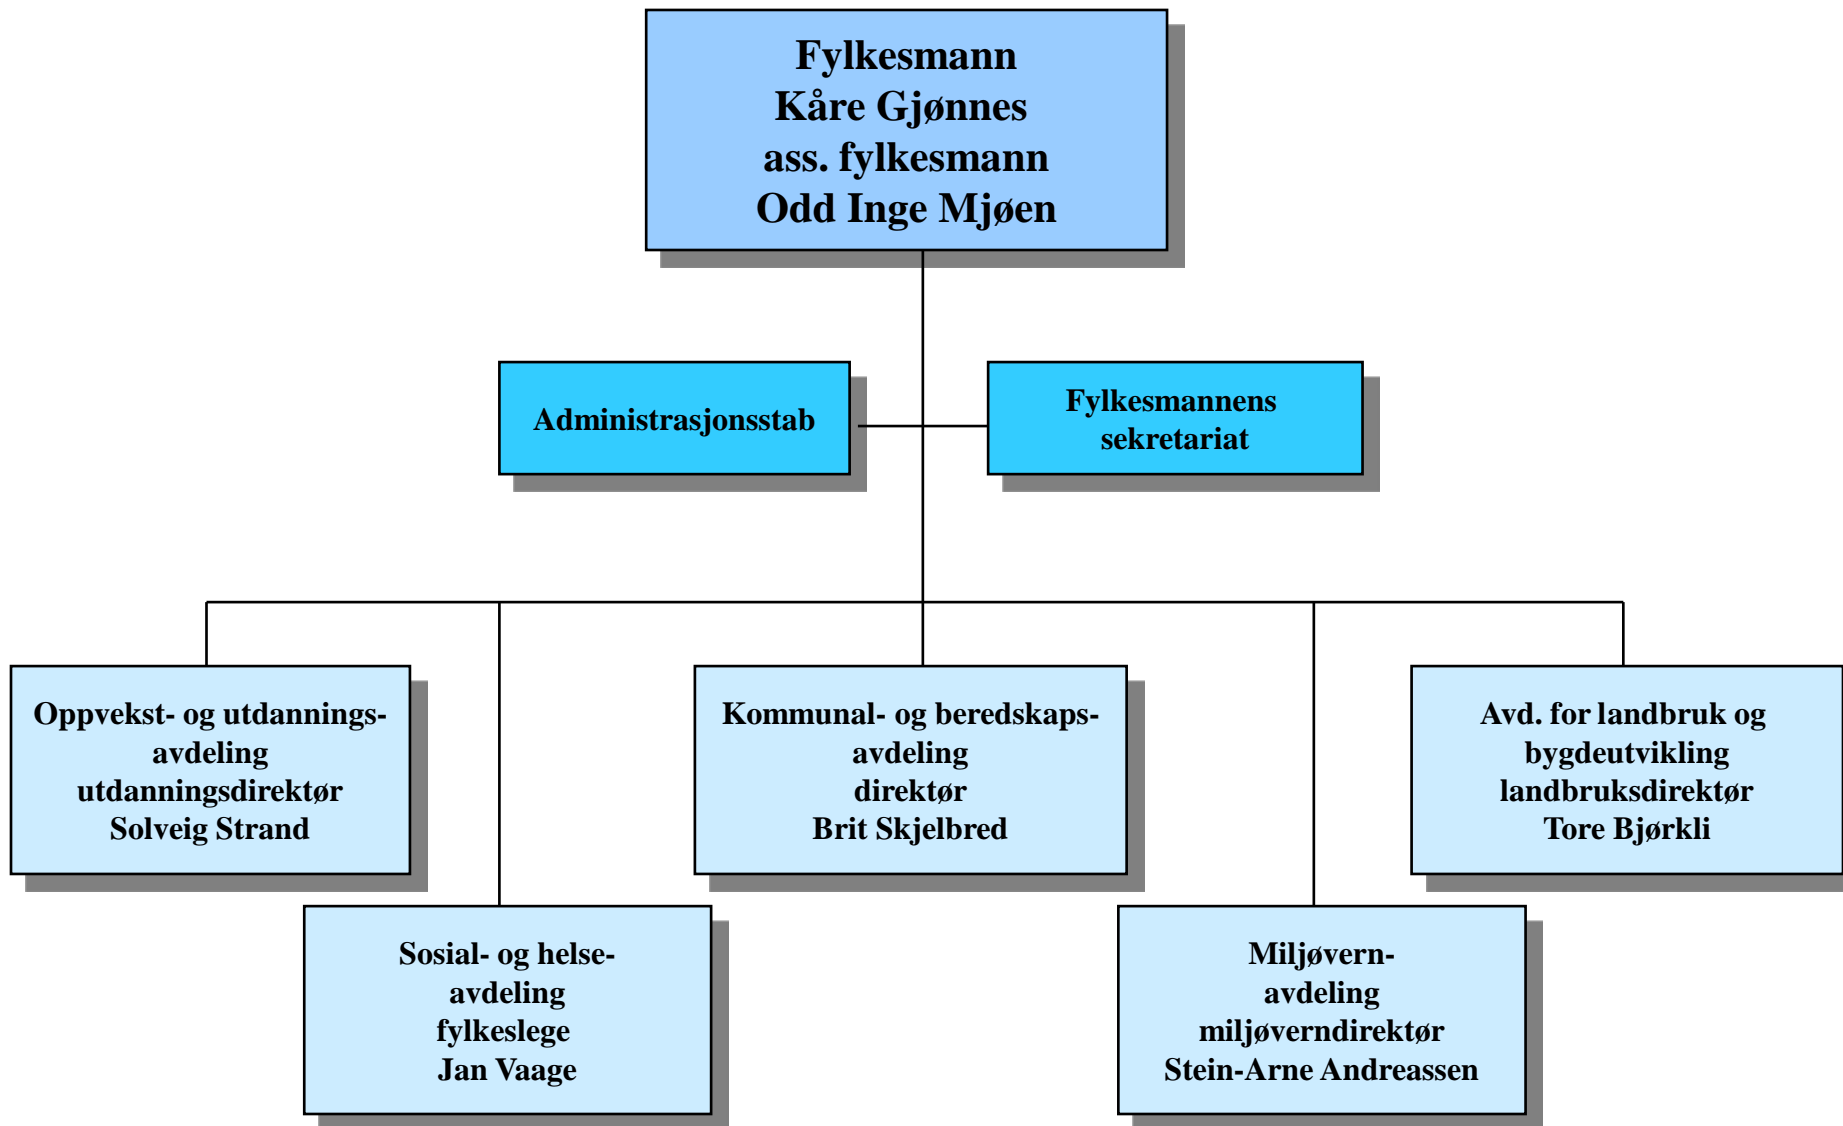 Fylkesmann
Kåre Gjønnes
ass. fylkesmann
Odd Inge Mjøen
Administrasjonsstab
Fylkesmannens
sekretariat
Oppvekst- og utdannings-
avdeling
utdanningsdirektør
Solveig Strand
Kommunal- og beredskaps-
avdeling
direktør
Brit Skjelbred
Avd. for landbruk og
bygdeutvikling
landbruksdirektør
Tore Bjørkli
Sosial- og helse-
avdeling
fylkeslege
Jan Vaage
Miljøvern-
avdeling
miljøverndirektør
Stein-Arne Andreassen